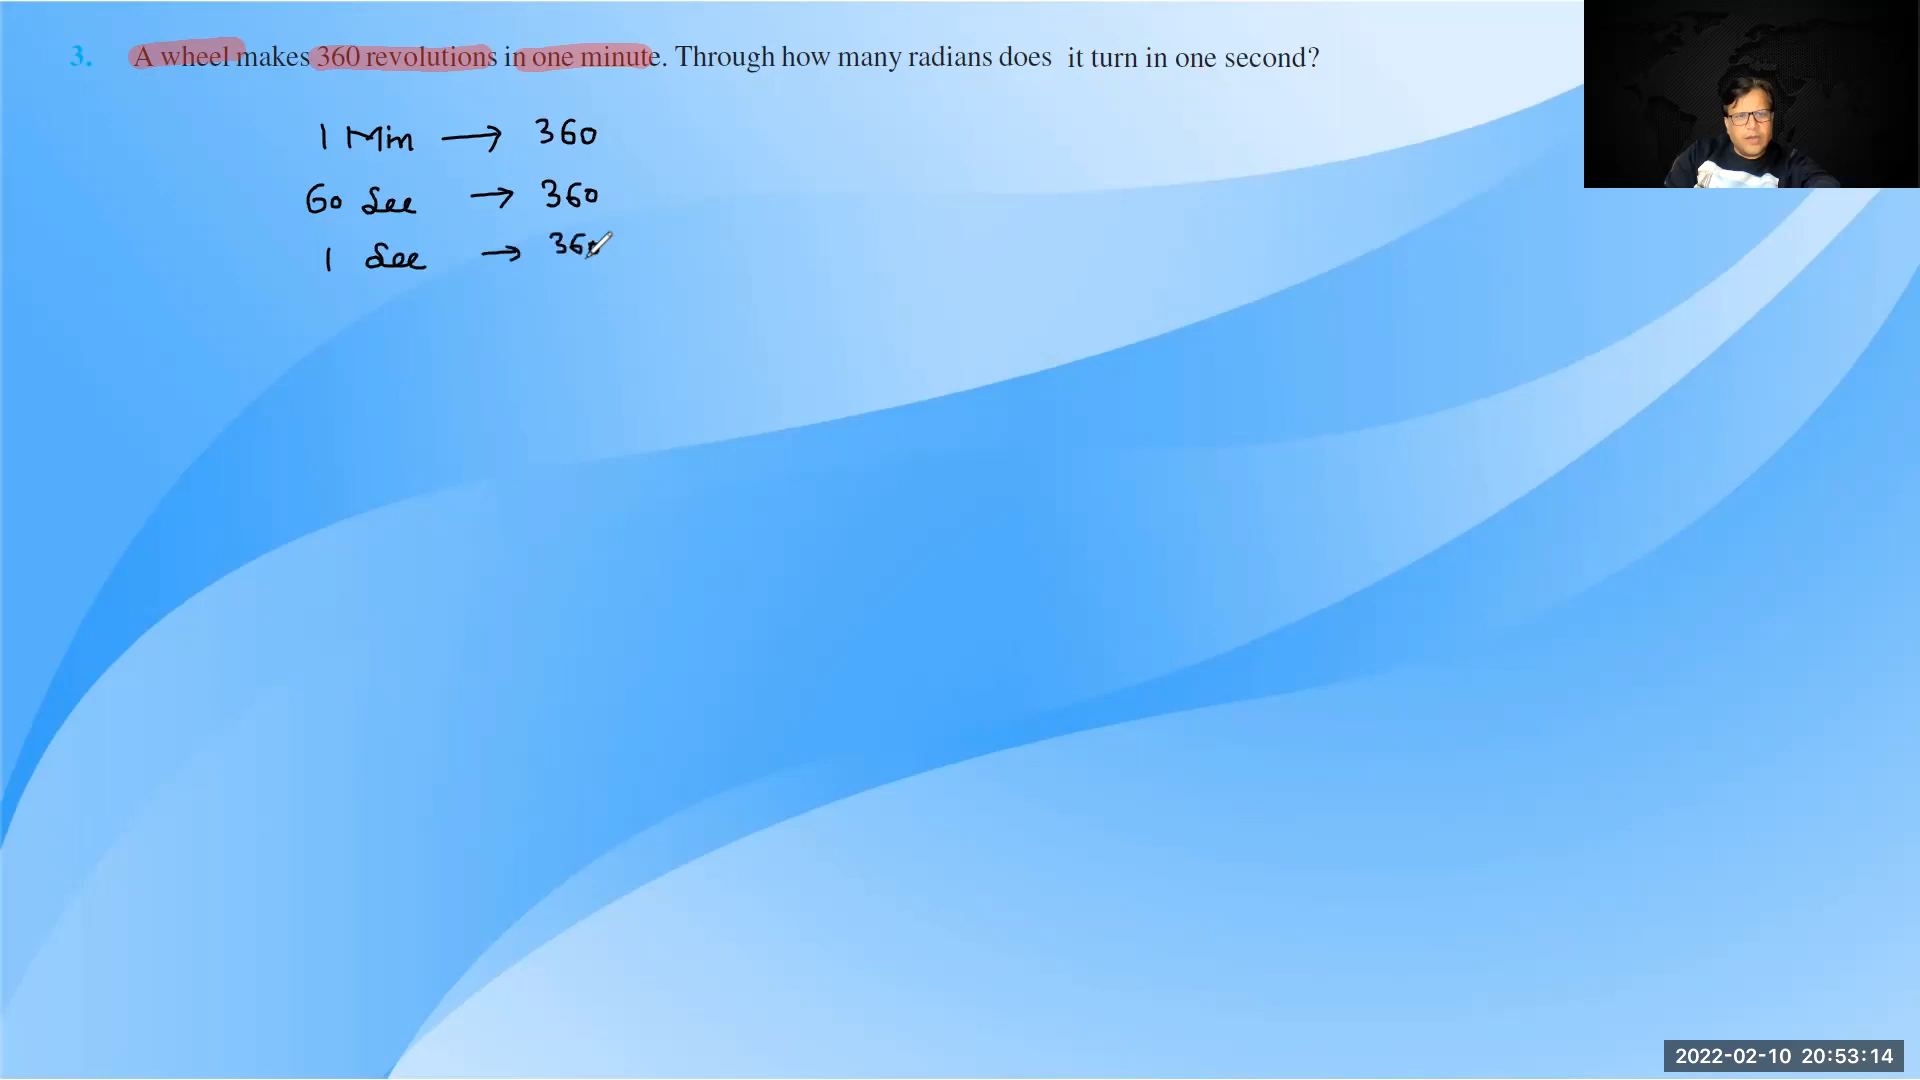 3. A wheel makes 360 revolutions in one minute. Through how many radians does it turn in one second?
1 Min → 360
60 Sec → 360
1 Sec → 360
2022-02-10 20:53:14